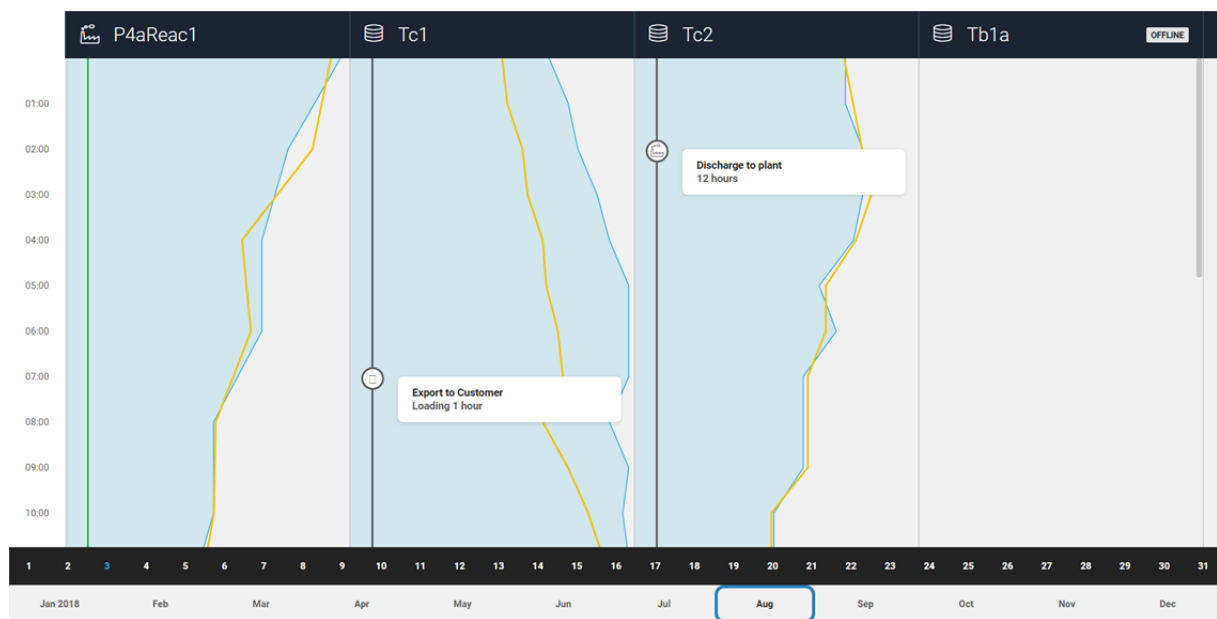 P4aReac1 Tc1 Tc2 Tb1a OFFLINE
01:00
02:00
Discharge to plant
12 hours
03:00
04:00
05:00
06:00
07:00
Export to Customer
Loading 1 hour
08:00
09:00
10:00
1 2 3 4 5 6 7 8 9 10 11 12 13 14 15 16 17 18 19 20 21 22 23 24 25 26 27 28 29 30 31
Jan 2018 Feb Mar Apr May Jun Jul Aug Sep Oct Nov Dec